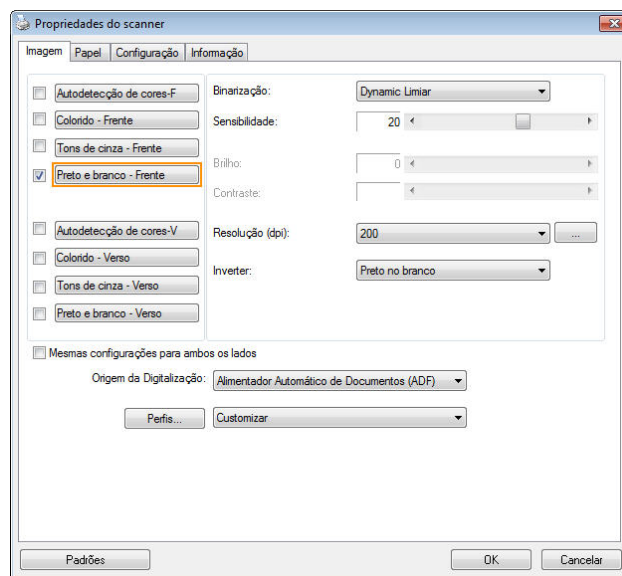 Propriedades do scanner
Imagem Papel Configuração Informação
Autodetecção de cores-F
Colorido - Frente
Tons de cinza - Frente
Preto e branco - Frente
Autodetecção de cores-V
Colorido - Verso
Tons de cinza - Verso
Preto e branco - Verso
Binarização: Dynamic Limiar
Sensibilidade: 20
Brilho: 0
Contraste:
Resolução (dpi): 200 ...
Inverter: Preto no branco
Mesmas configurações para ambos os lados
Origem da Digitalização: Alimentador Automático de Documentos (ADF)
Perfis... Customizar
Padrões OK Cancelar